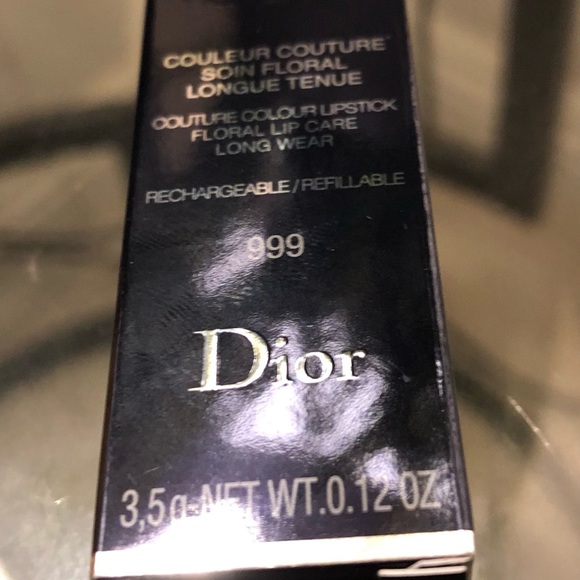 COULEUR COUTURE
SOIN FLORAL
LONGUE TENUE
COUTURE COLOUR LIPSTICK
FLORAL LIP CARE
LONG WEAR
RECHARGEABLE/REFILLABLE
999
Dior
3,5g-NET WT.0.12 OZ